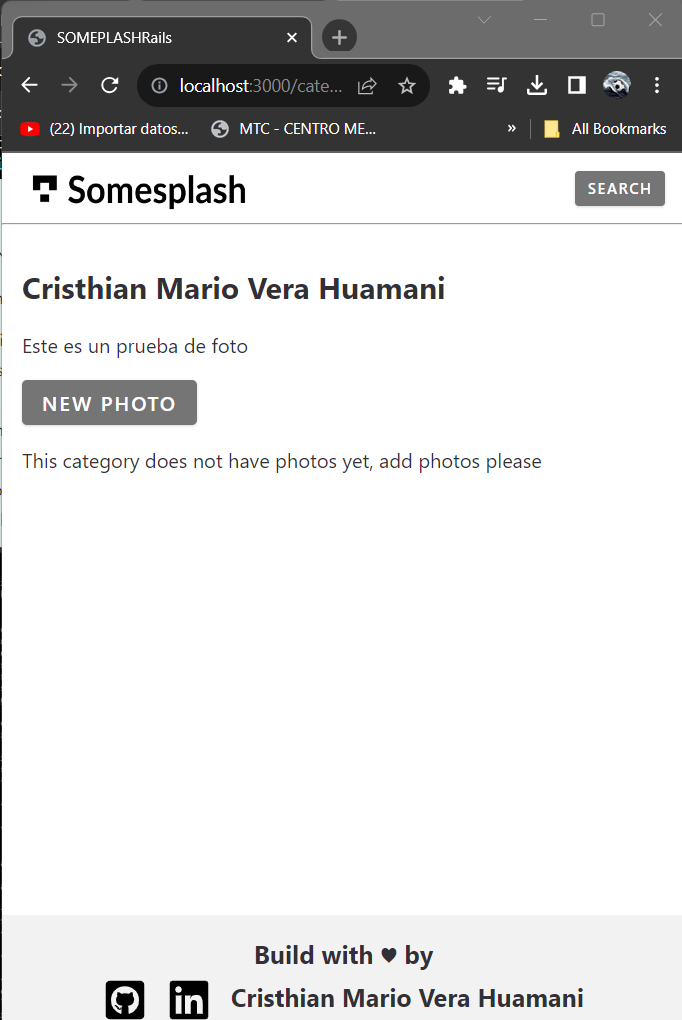 SOMEPLASHRails
localhost:3000/cate...
(22) Importar datos...
MTC - CENTRO ME...
»
All Bookmarks
Somesplash
SEARCH
Cristhian Mario Vera Huamani
Este es un prueba de foto
NEW PHOTO
This category does not have photos yet, add photos please
Build with ♥ by
in
Cristhian Mario Vera Huamani